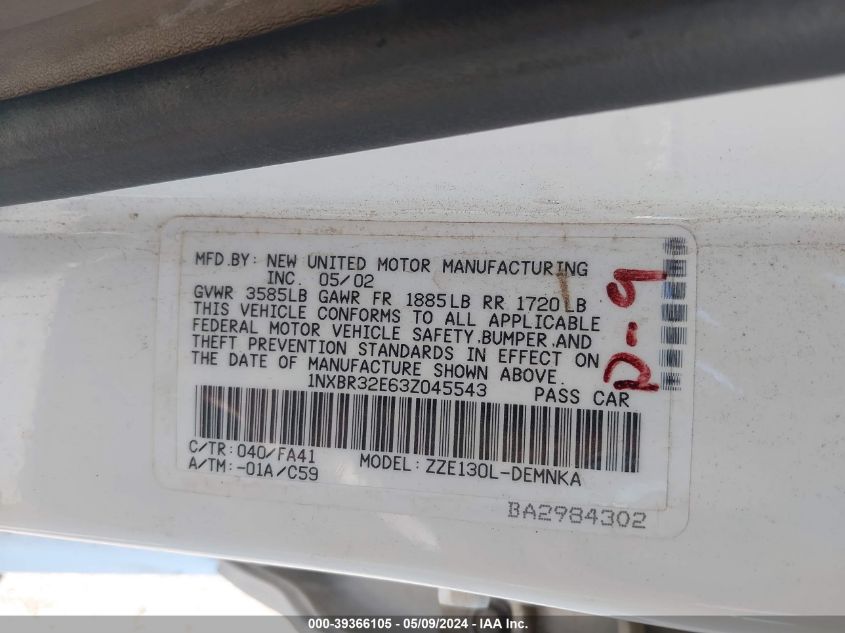 MFD.BY: NEW UNITED MOTOR MANUFACTURING
INC. 05/02
GVWR 3585LB GAWR FR 1885LB RR 1720LB
THIS VEHICLE CONFORMS TO ALL APPLICABLE
FEDERAL MOTOR VEHICLE SAFETY,BUMPER,AND
THEFT PREVENTION STANDARDS IN EFFECT ON
THE DATE OF MANUFACTURE SHOWN ABOVE.
1NXBR32E63Z045543 PASS CAR
C/TR: 040/FA41
A/TM: -01A/C59
MODEL: ZZE130L-DEMNKA
BA2984302
D-9
000-39366105 - 05/09/2024 - IAA Inc.